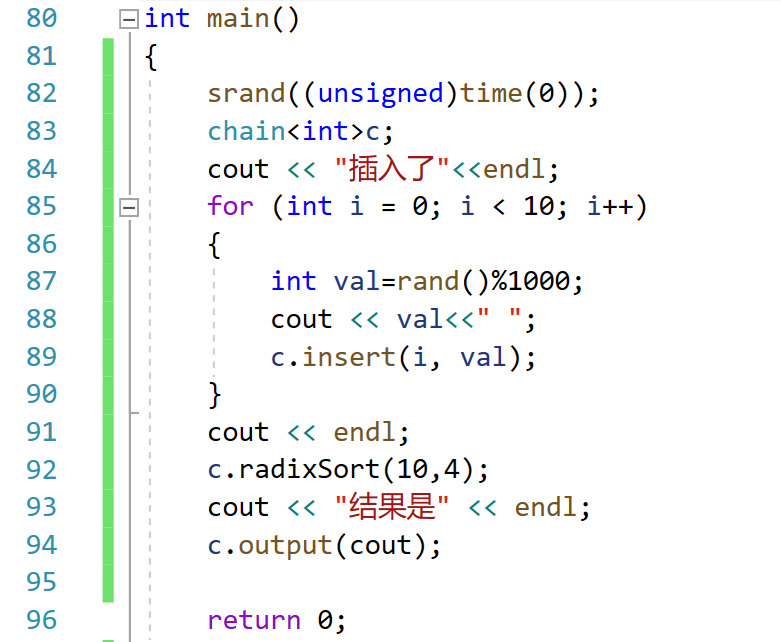 80 int main()
81 {
82 srand((unsigned)time(0));
83 chain<int>c;
84 cout << "插入了"<<endl;
85 for (int i = 0; i < 10; i++)
86 {
87 int val=rand()%1000;
88 cout << val<<" ";
89 c.insert(i, val);
90 }
91 cout << endl;
92 c.radixSort(10,4);
93 cout << "结果是" << endl;
94 c.output(cout);
95
96 return 0;